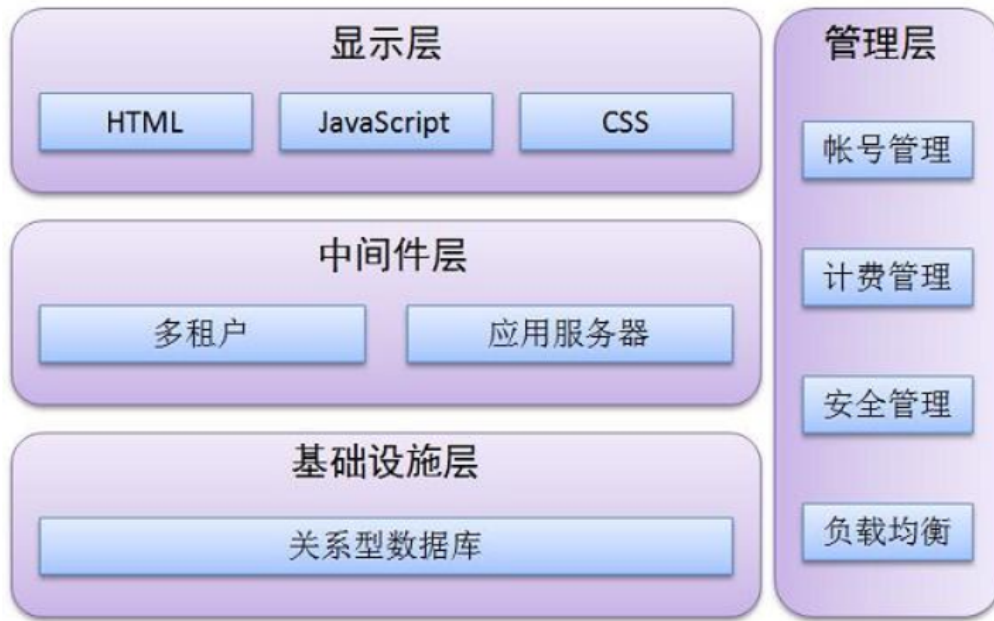 显示层
HTML
JavaScript
CSS
中间件层
多租户
应用服务器
基础设施层
关系型数据库
管理层
帐号管理
计费管理
安全管理
负载均衡